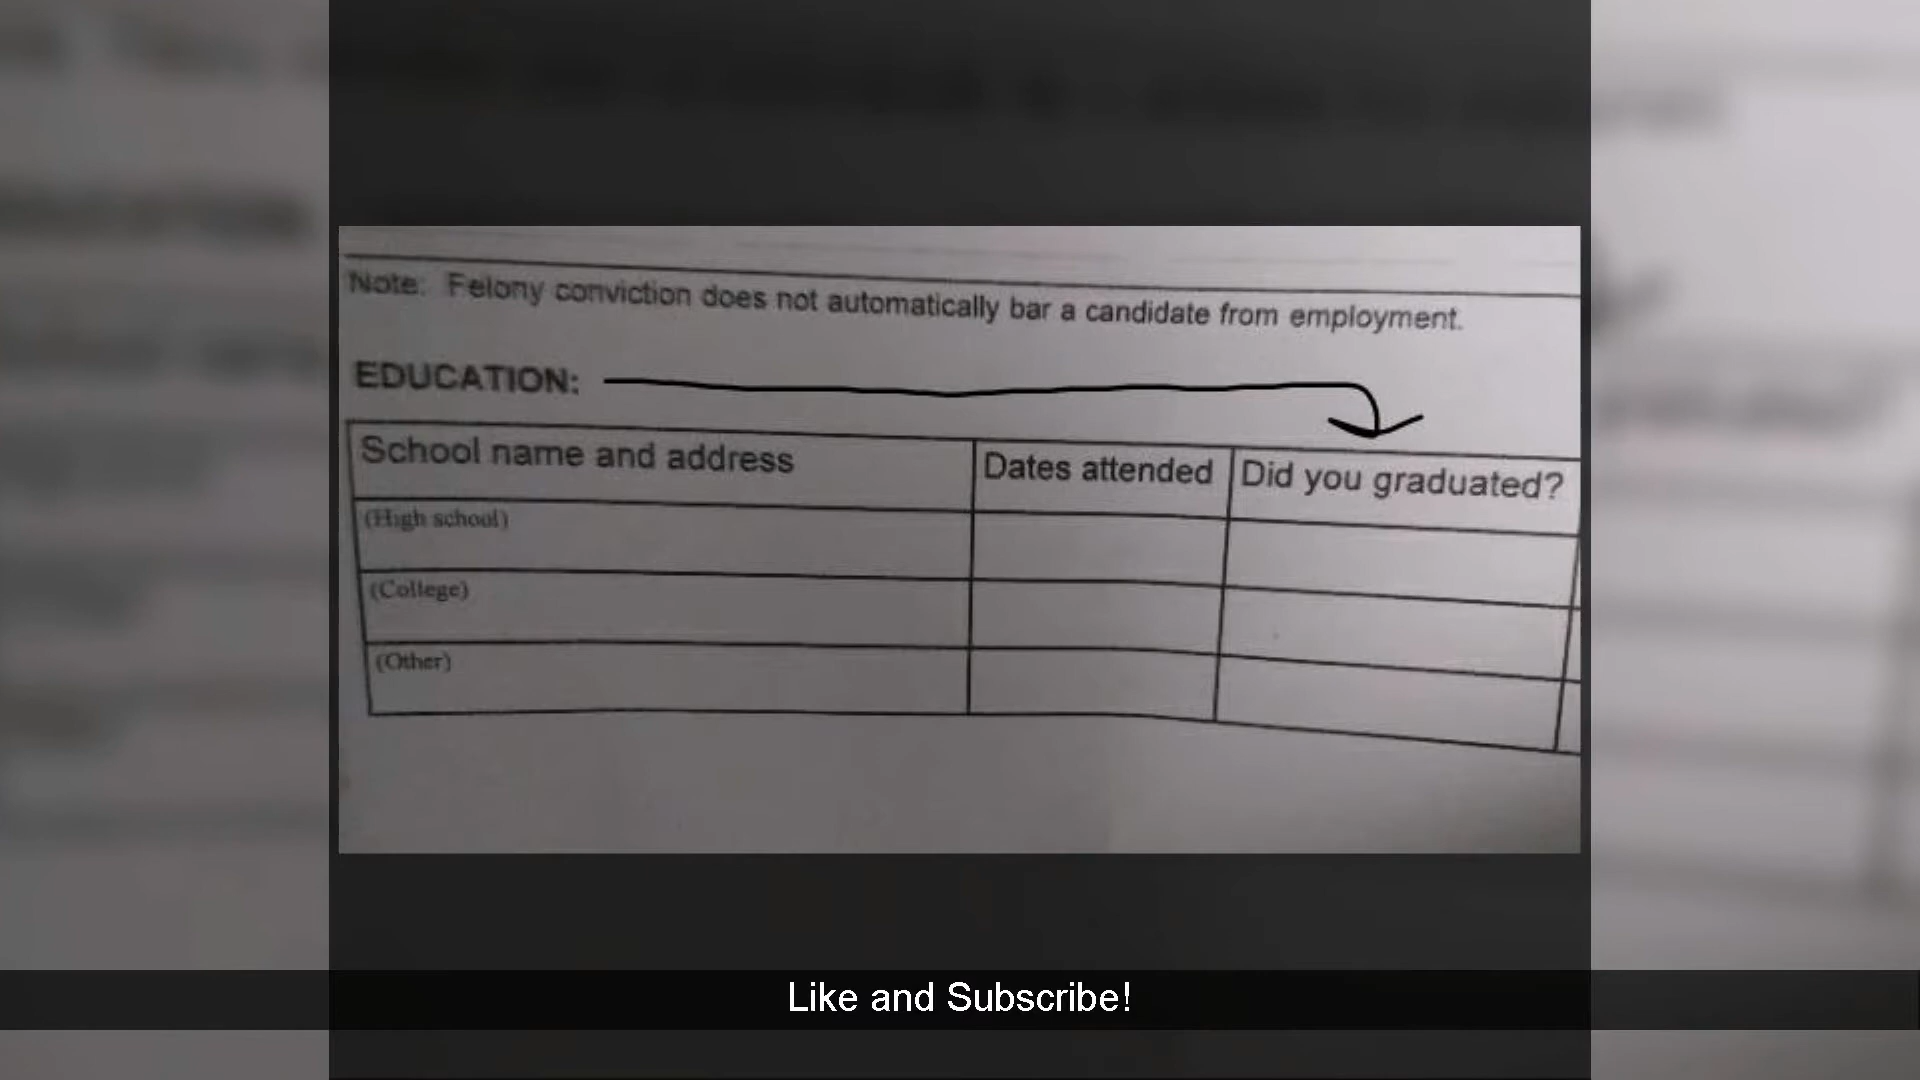 Note: Felony conviction does not automatically bar a candidate from employment.
EDUCATION:
School name and address
Dates attended
Did you graduated?
(High school)
(College)
(Other)
Like and Subscribe!